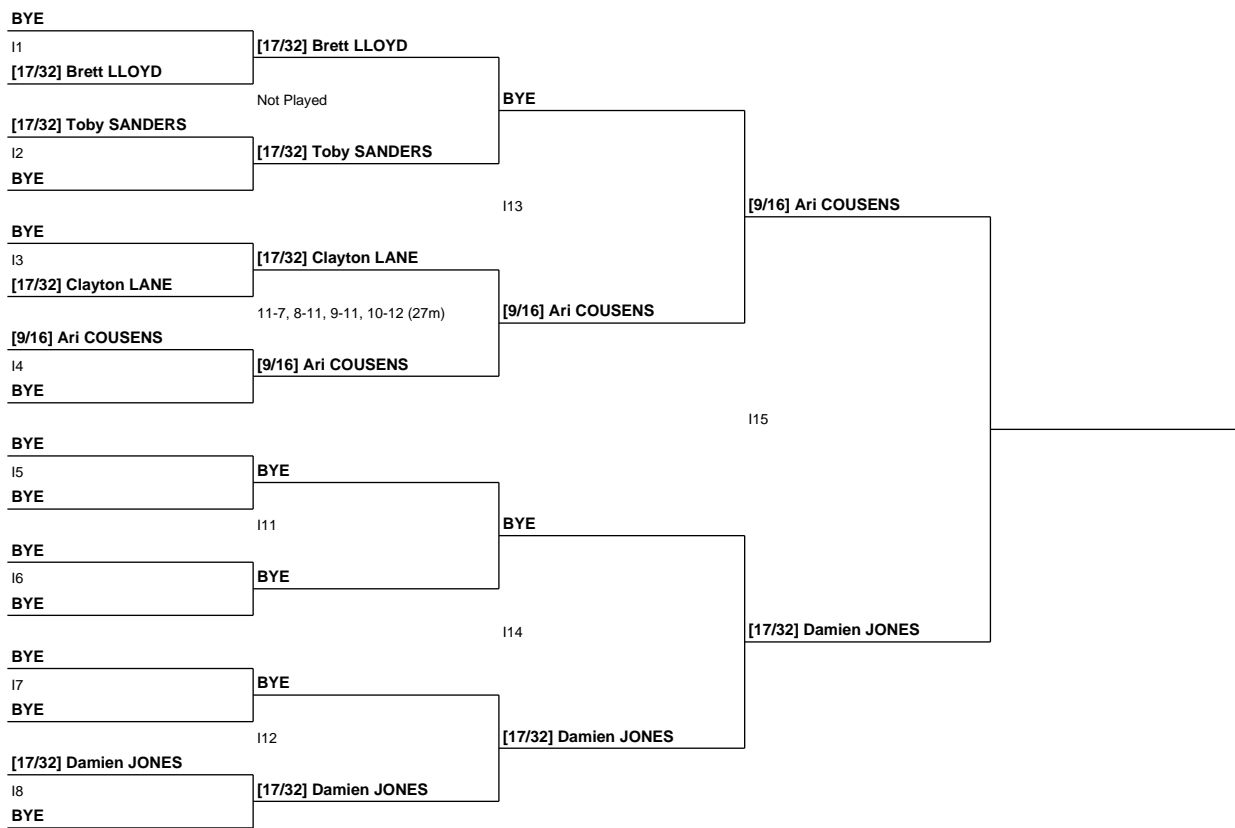 BYE
I1
[17/32] Brett LLOYD
[17/32] Toby SANDERS
I2
BYE
BYE
I3
[17/32] Clayton LANE
[9/16] Ari COUSENS
I4
BYE
BYE
I5
BYE
BYE
I6
BYE
BYE
I7
BYE
[17/32] Damien JONES
I8
BYE
[17/32] Brett LLOYD
Not Played
[17/32] Toby SANDERS
[17/32] Clayton LANE
11-7, 8-11, 9-11, 10-12 (27m)
[9/16] Ari COUSENS
BYE
I11
BYE
BYE
I12
[17/32] Damien JONES
BYE
I13
[9/16] Ari COUSENS
BYE
I14
[17/32] Damien JONES
[9/16] Ari COUSENS
I15
[17/32] Damien JONES